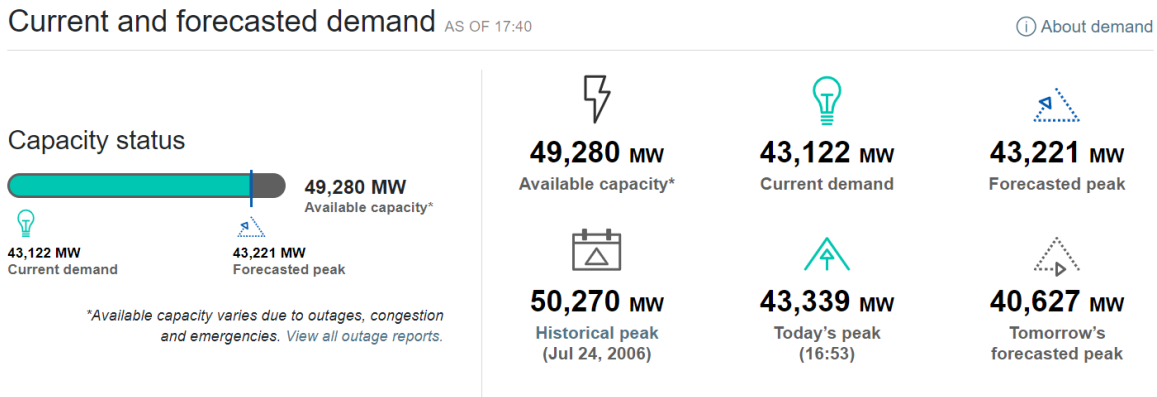 Current and forecasted demand AS OF 17:40
About demand
Capacity status
49,280 MW
Available capacity*
43,122 MW
Current demand
43,221 MW
Forecasted peak
*Available capacity varies due to outages, congestion
and emergencies. View all outage reports.
49,280 MW
Available capacity*
43,122 MW
Current demand
43,221 MW
Forecasted peak
50,270 MW
Historical peak
(Jul 24, 2006)
43,339 MW
Today's peak
(16:53)
40,627 MW
Tomorrow's
forecasted peak